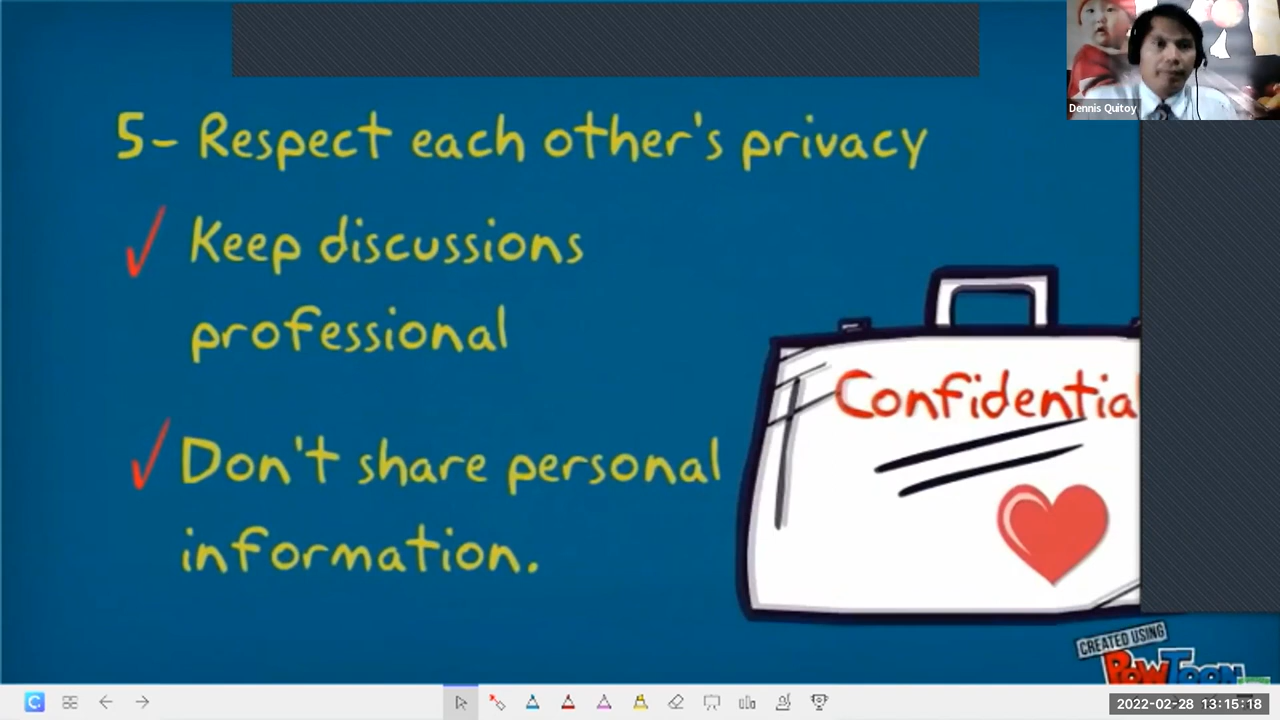 Dennis Quitoy
5- Respect each other's privacy
✓ Keep discussions
professional
✓ Don't share personal
information.
Confidential
CREATED USING
POWTOON
2022-02-28 13:15:18